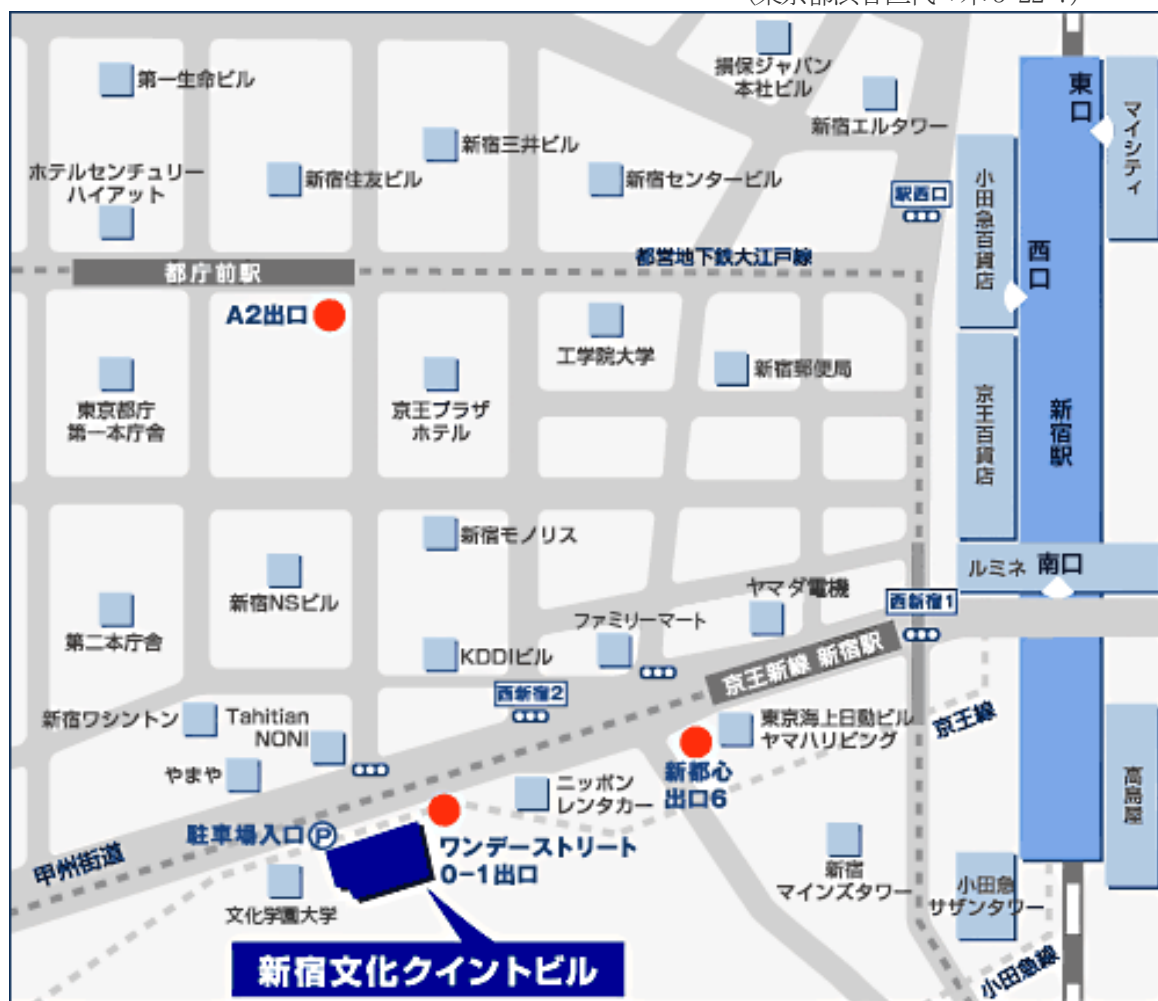 第一生命ビル
損保ジャパン
本社ビル
新宿エルタワー
東口
マイシティ
新宿三井ビル
ホテルセンチュリー
ハイアット
新宿住友ビル
新宿センタービル
駅西口
小田急百貨店
西口
都営地下鉄大江戸線
都庁前駅
A2出口
工学院大学
新宿郵便局
東京都庁
第一本庁舎
京王プラザ
ホテル
京王百貨店
新宿駅
新宿モノリス
ルミネ
南口
新宿NSビル
ヤマダ電機
西新宿1
第二本庁舎
ファミリーマート
KDDIビル
京王新線 新宿駅
西新宿2
新宿ワシントン
Tahitian
NONI
東京海上日動ビル
ヤマハリビング
京王線
やまや
新都心
出口6
ニッポン
レンタカー
高島屋
駐車場入口Ⓟ
ワンデーストリート
0-1出口
甲州街道
新宿
マインズタワー
小田急
サザンタワー
文化学園大学
新宿文化クイントビル
小田急線